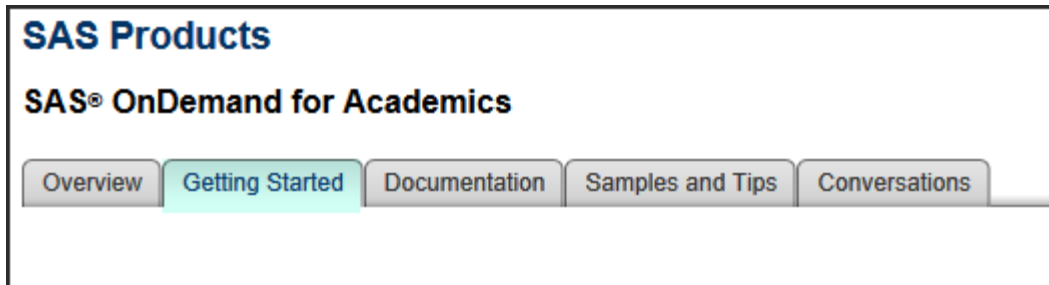 SAS Products
SAS® OnDemand for Academics
Overview Getting Started Documentation Samples and Tips Conversations